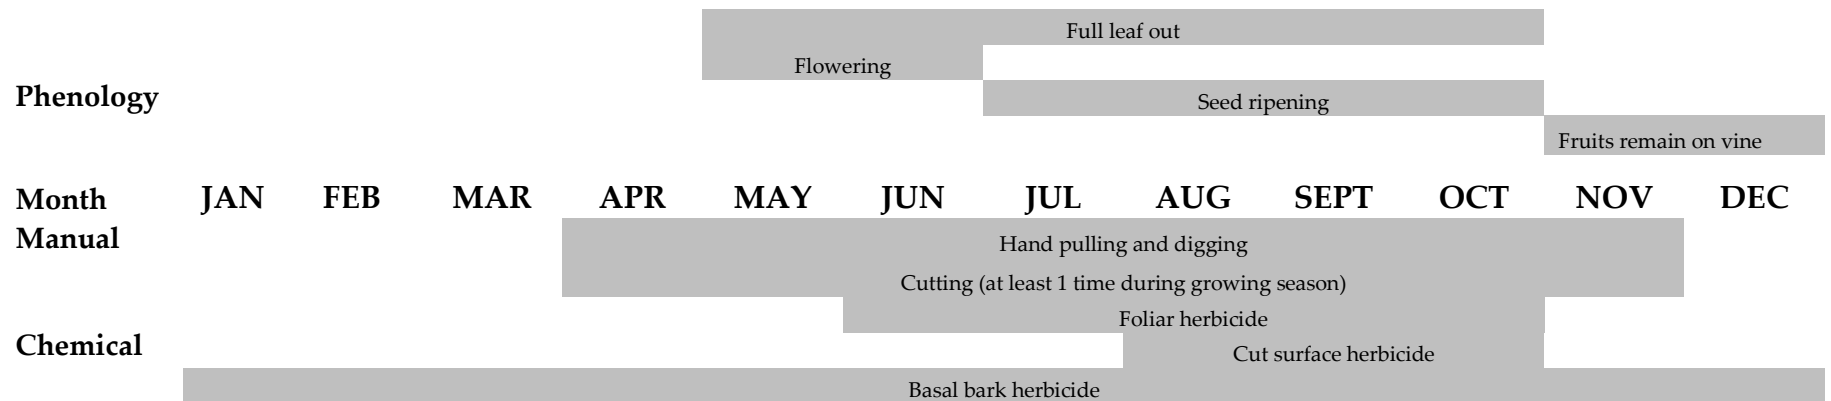 Full leaf out
Flowering
Phenology
Seed ripening
Fruits remain on vine
Month JAN FEB MAR APR MAY JUN JUL AUG SEPT OCT NOV DEC
Manual
Hand pulling and digging
Cutting (at least 1 time during growing season)
Foliar herbicide
Chemical
Cut surface herbicide
Basal bark herbicide